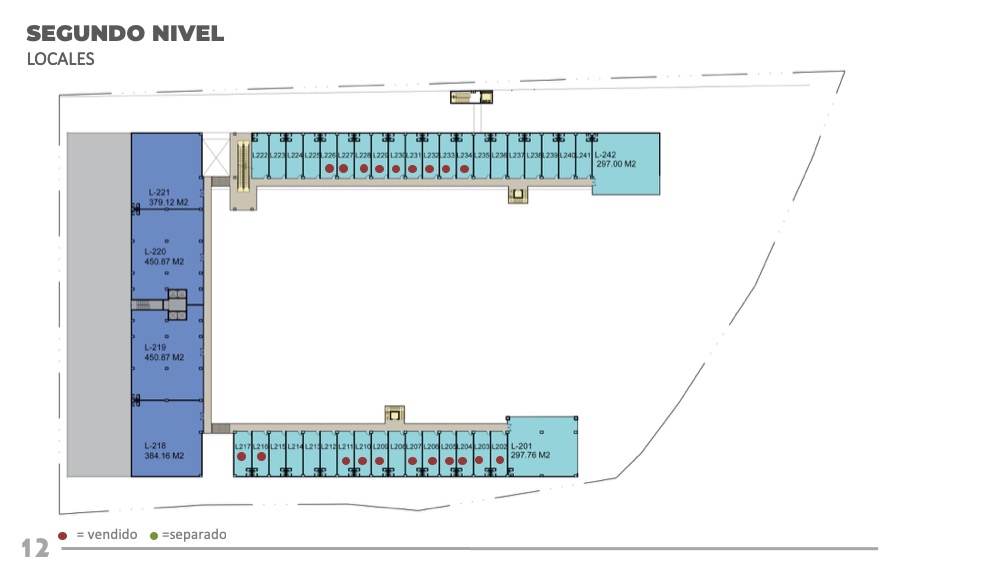 SEGUNDO NIVEL
LOCALES
L222 L223 L224 L225 L226 L227 L228 L229 L230 L231 L232 L233 L234 L235 L236 L237 L238 L239 L240 L241
L-242
297.00 M2
L-221
379.12 M2
L-220
450.87 M2
L-219
450.87 M2
L-218
384.16 M2
L217 L216 L215 L214 L213 L212 L211 L210 L209 L208 L207 L206 L205 L204 L203 L202
L-201
297.76 M2
= vendido =separado
12